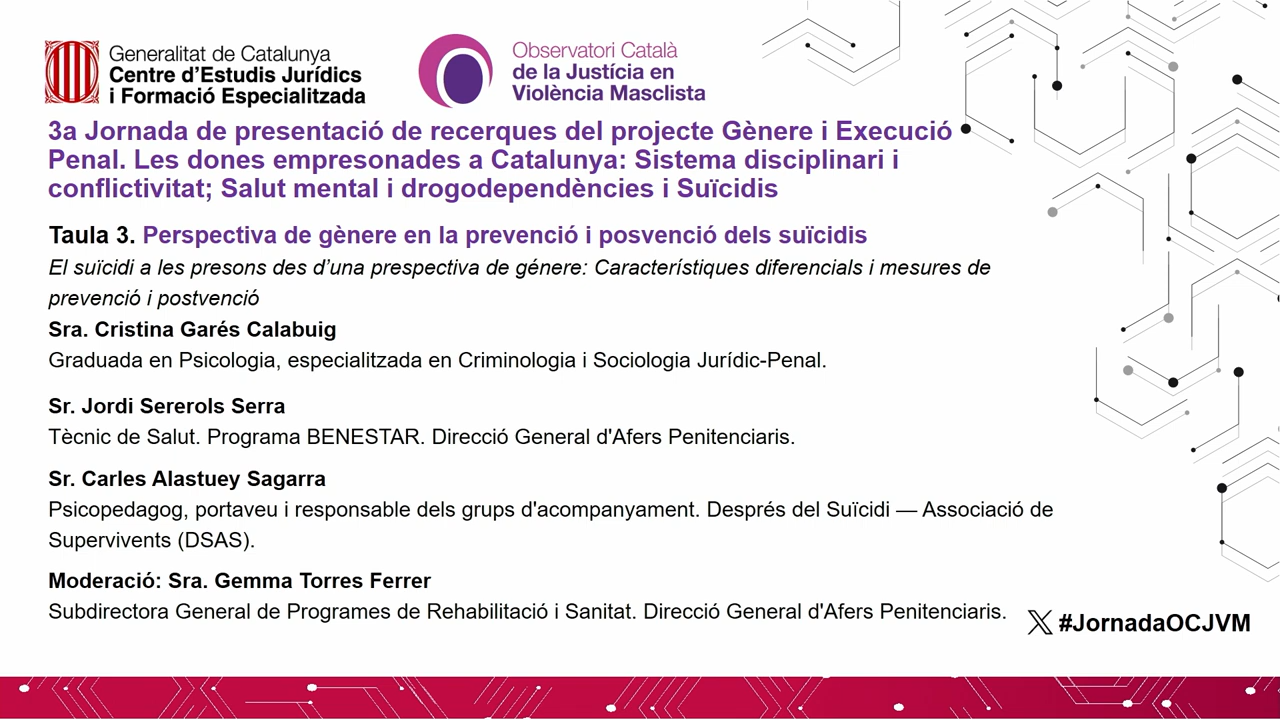 Generalitat de Catalunya
Centre d'Estudis Jurídics
i Formació Especialitzada
Observatori Català
de la Justícia en
Violència Masclista
3a Jornada de presentació de recerques del projecte Gènere i Execució
Penal. Les dones empresonades a Catalunya: Sistema disciplinari i
conflictivitat; Salut mental i drogodependències i Suïcidis
Taula 3. Perspectiva de gènere en la prevenció i posvenció dels suïcidis
El suïcidi a les presons des d'una prespectiva de génere: Característiques diferencials i mesures de
prevenció i postvenció
Sra. Cristina Garés Calabuig
Graduada en Psicologia, especialitzada en Criminologia i Sociologia Jurídic-Penal.
Sr. Jordi Sererols Serra
Tècnic de Salut. Programa BENESTAR. Direcció General d'Afers Penitenciaris.
Sr. Carles Alastuey Sagarra
Psicopedagog, portaveu i responsable dels grups d'acompanyament. Després del Suïcidi — Associació de
Supervivents (DSAS).
Moderació: Sra. Gemma Torres Ferrer
Subdirectora General de Programes de Rehabilitació i Sanitat. Direcció General d'Afers Penitenciaris.
X #JornadaOCJVM